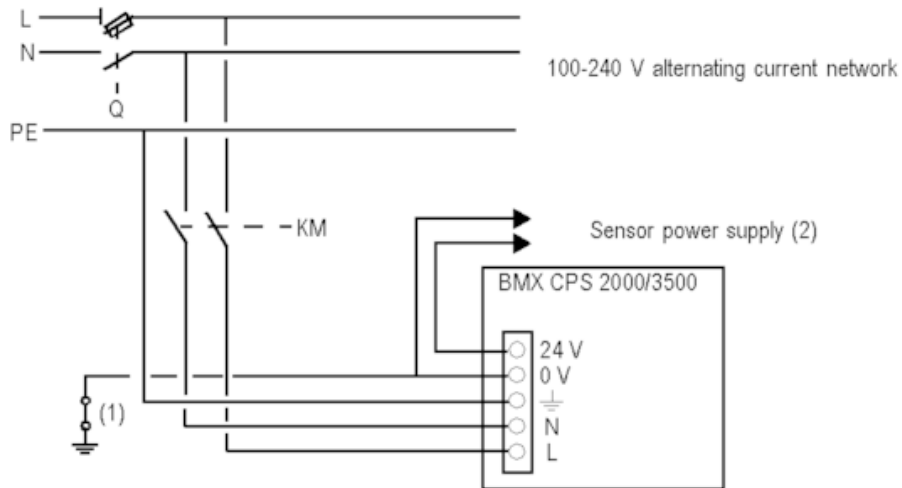 L
N
100-240 V alternating current network
Q
PE
KM
Sensor power supply (2)
BMX CPS 2000/3500
24 V
0 V
(1)
N
L